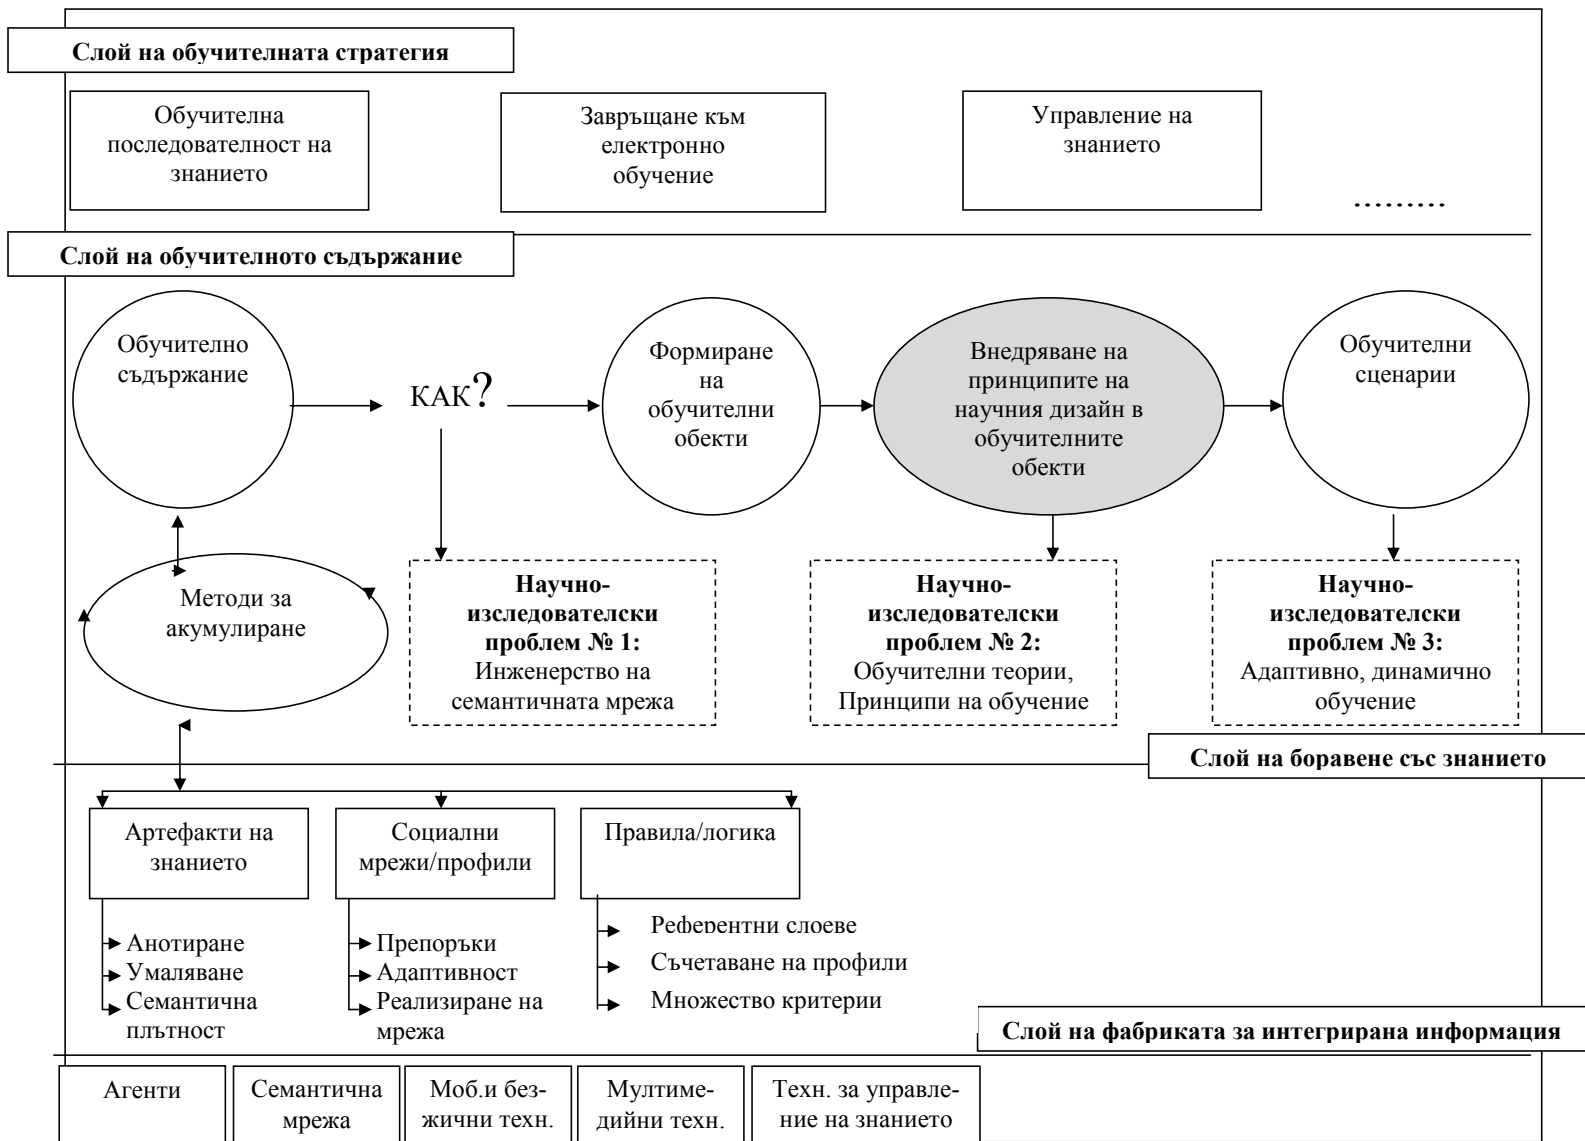 Слой на обучителната стратегия
Обучителна
последователност на
знанието
Завръщане към
електронно
обучение
Управление на
знанието
.........
Слой на обучителното съдържание
Обучително
съдържание
КАК?
Формиране
на
обучителни
обекти
Внедряване на
принципите на
научния дизайн в
обучителните
обекти
Обучителни
сценарии
Методи за
акумулиране
Научно-
изследователски
проблем № 1:
Инженерство на
семантичната мрежа
Научно-
изследователски
проблем № 2:
Обучителни теории,
Принципи на обучение
Научно-
изследователски
проблем № 3:
Адаптивно, динамично
обучение
Слой на боравене със знанието
Артефакти на
знанието
Социални
мрежи/профили
Правила/логика
Анотиране
Умаляване
Семантична
плътност
Препоръки
Адаптивност
Реализиране на
мрежа
Референтни слоеве
Съчетаване на профили
Множество критерии
Слой на фабриката за интегрирана информация
Агенти
Семантична
мрежа
Моб.и без-
жични техн.
Мултиме-
дийни техн.
Техн. за управле-
ние на знанието